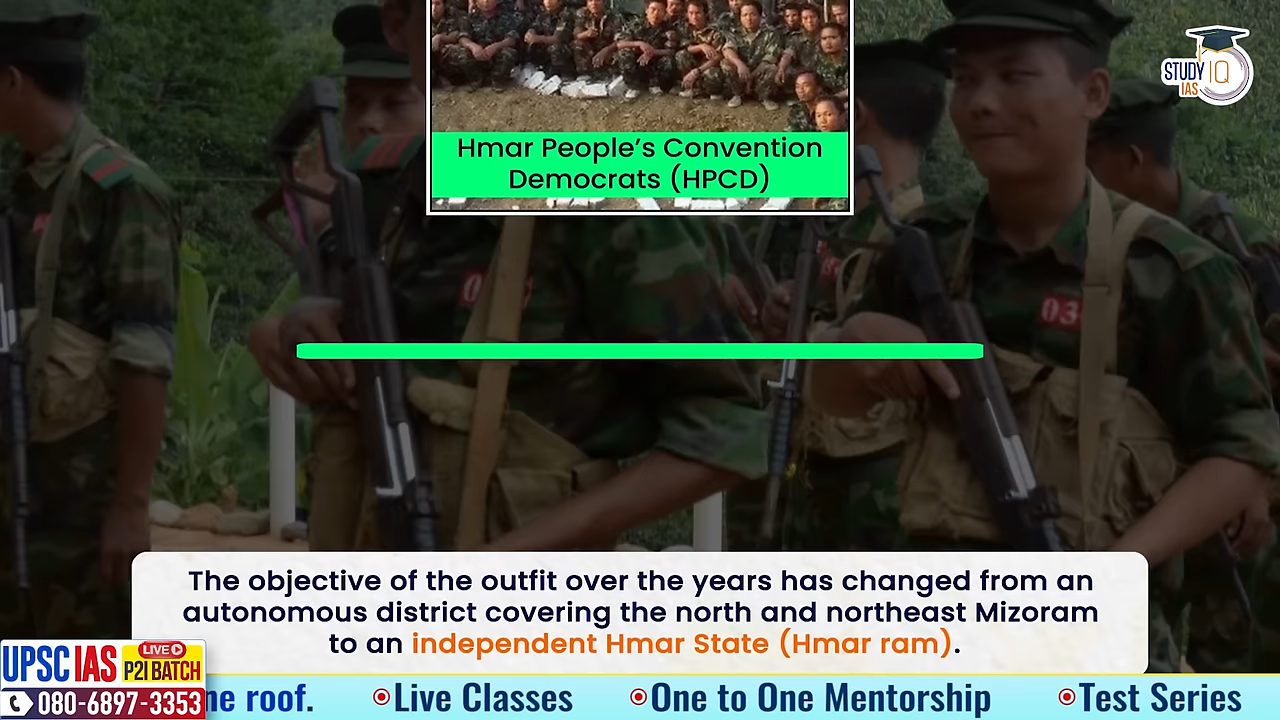 STUDY IQ
IAS
Hmar People’s Convention
Democrats (HPCD)
03
The objective of the outfit over the years has changed from an
autonomous district covering the north and northeast Mizoram
to an independent Hmar State (Hmar ram).
UPSC IAS LIVE P2I BATCH
080-6897-3353
ne roof. Live Classes One to One Mentorship Test Series